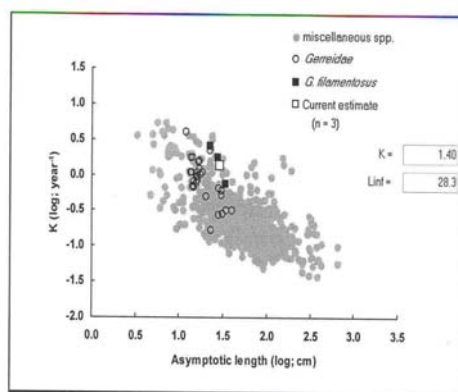 miscellaneous spp.
Gerreidae
G. filamentosus
Current estimate
(n = 3)
K = 1.40
Linf = 28.3
K (log; year⁻¹)
1.5
1.0
0.5
0.0
-0.5
-1.0
-1.5
-2.0
0.0 0.5 1.0 1.5 2.0 2.5 3.0 3.5
Asymptotic length (log; cm)